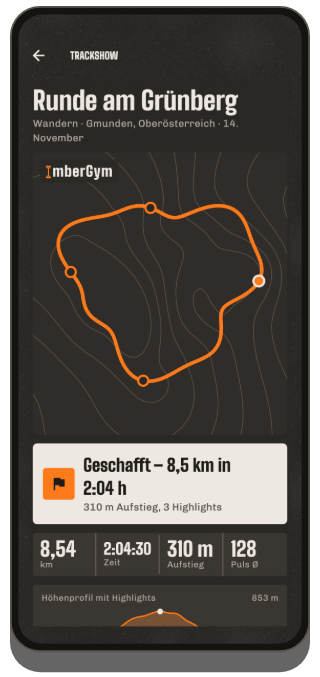 TRACKSHOW
Runde am Grünberg
Wandern · Gmunden, Oberösterreich · 14.
November
ImberGym
Geschafft – 8,5 km in
2:04 h
310 m Aufstieg, 3 Highlights
8,54 2:04:30 310 m 128
km Zeit Aufstieg Puls Ø
Höhenprofil mit Highlights 853 m